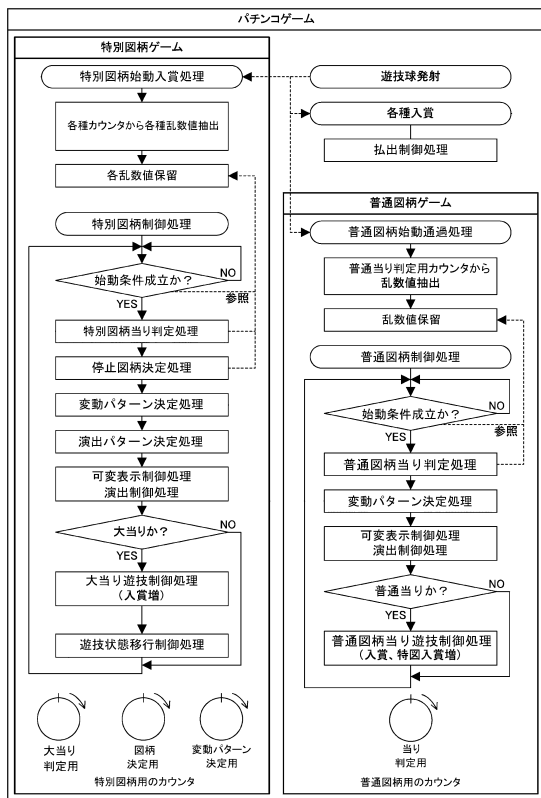 パチンコゲーム
特別図柄ゲーム
特別図柄始動入賞処理
各種カウンタから各種乱数値抽出
各乱数値保留
特別図柄制御処理
始動条件成立か？
NO
YES
参照
特別図柄当り判定処理
停止図柄決定処理
変動パターン決定処理
演出パターン決定処理
可変表示制御処理
演出制御処理
大当りか？
NO
YES
大当り遊技制御処理
(入賞増)
遊技状態移行制御処理
大当り
判定用
図柄
決定用
変動パターン
決定用
特別図柄用のカウンタ
遊技球発射
各種入賞
払出制御処理
普通図柄ゲーム
普通図柄始動通過処理
普通当り判定用カウンタから
乱数値抽出
乱数値保留
普通図柄制御処理
始動条件成立か？
NO
YES
参照
普通図柄当り判定処理
変動パターン決定処理
可変表示制御処理
演出制御処理
普通当りか？
NO
YES
普通図柄当り遊技制御処理
(入賞、特図入賞増)
当り
判定用
普通図柄用のカウンタ